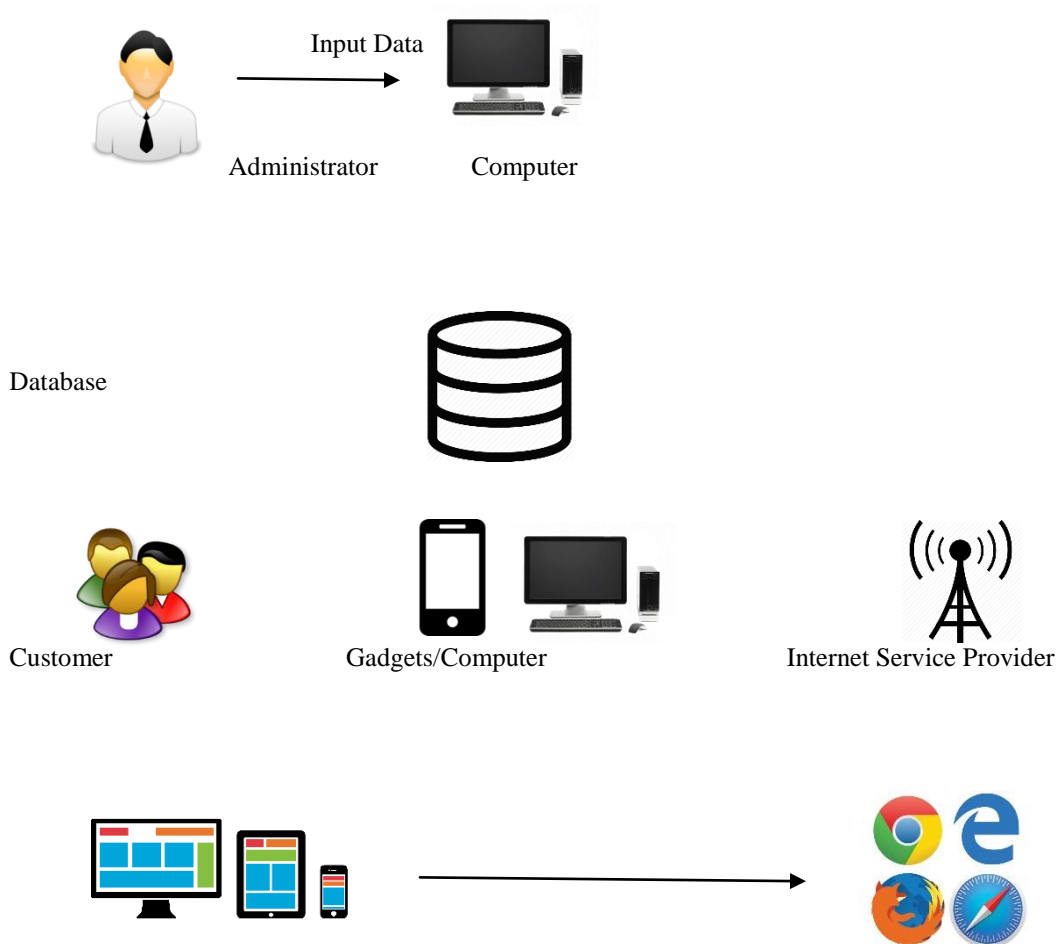 Input Data
Administrator Computer
Database
Customer Gadgets/Computer Internet Service Provider